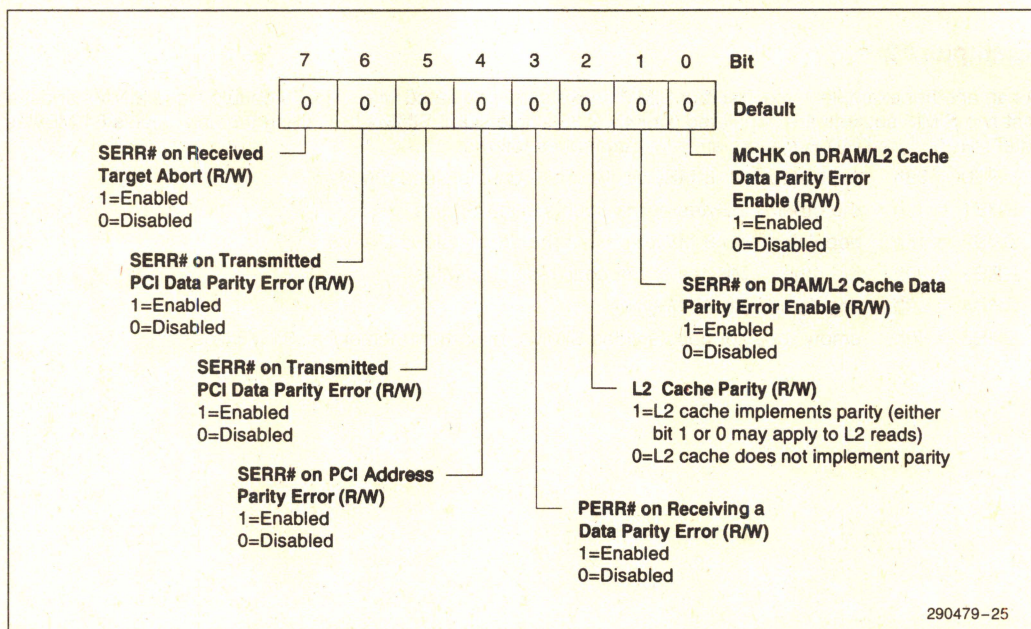 7 6 5 4 3 2 1 0 Bit
0 0 0 0 0 0 0 0 Default
SERR# on Received
Target Abort (R/W)
1=Enabled
0=Disabled
SERR# on Transmitted
PCI Data Parity Error (R/W)
1=Enabled
0=Disabled
SERR# on Transmitted
PCI Data Parity Error (R/W)
1=Enabled
0=Disabled
SERR# on PCI Address
Parity Error (R/W)
1=Enabled
0=Disabled
MCHK on DRAM/L2 Cache
Data Parity Error
Enable (R/W)
1=Enabled
0=Disabled
SERR# on DRAM/L2 Cache Data
Parity Error Enable (R/W)
1=Enabled
0=Disabled
L2 Cache Parity (R/W)
1=L2 cache implements parity (either
bit 1 or 0 may apply to L2 reads)
0=L2 cache does not implement parity
PERR# on Receiving a
Data Parity Error (R/W)
1=Enabled
0=Disabled
290479-25